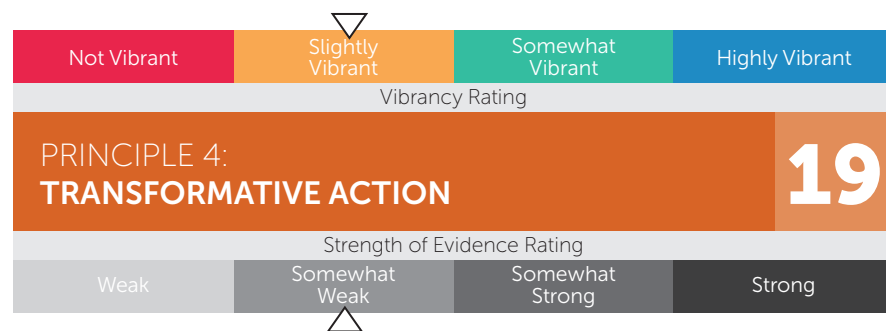 Not Vibrant
Slightly
Vibrant
Somewhat
Vibrant
Highly Vibrant
Vibrancy Rating
PRINCIPLE 4:
TRANSFORMATIVE ACTION
19
Strength of Evidence Rating
Weak
Somewhat
Weak
Somewhat
Strong
Strong